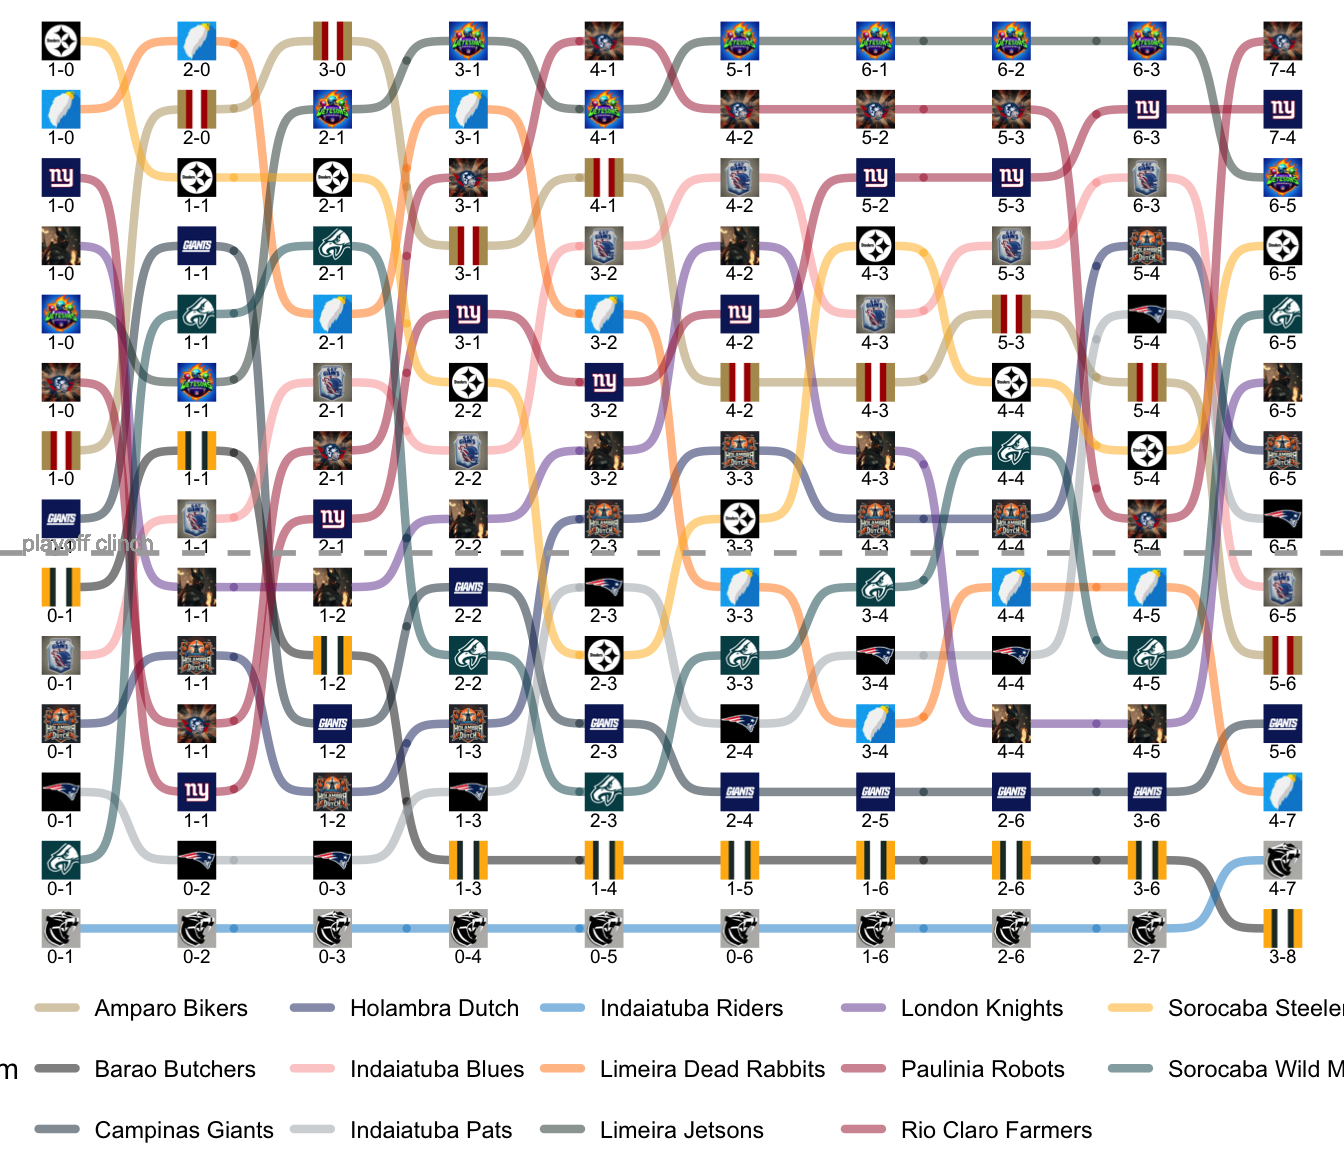 1-0 2-0 3-0 3-1 4-1 5-1 6-1 6-2 6-3 7-4
1-0 2-0 2-1 3-1 4-1 4-2 5-2 5-3 6-3 7-4
1-0 1-1 2-1 3-1 4-1 4-2 5-2 5-3 6-3 6-5
1-0 1-1 2-1 3-1 3-2 4-2 4-3 5-3 5-4 6-5
1-0 1-1 2-1 3-1 3-2 4-2 4-3 5-3 5-4 6-5
1-0 1-1 2-1 2-2 3-2 4-2 4-3 4-4 5-4 6-5
1-0 1-1 2-1 2-2 3-2 3-3 4-3 4-4 5-4 6-5
playoff clinch
1-1 2-1 2-2 2-3 3-3 4-3 4-4 5-4 6-5
0-1 1-1 1-2 2-2 2-3 3-3 3-4 4-4 4-5 6-5
0-1 1-1 1-2 2-2 2-3 3-3 3-4 4-4 4-5 5-6
0-1 1-1 1-2 1-3 2-3 2-4 3-4 4-4 4-5 5-6
0-1 1-1 1-2 1-3 2-3 2-4 2-5 2-6 3-6 4-7
0-1 0-2 0-3 1-3 1-4 1-5 1-6 2-6 3-6 4-7
0-1 0-2 0-3 0-4 0-5 0-6 1-6 2-6 2-7 3-8
Amparo Bikers Holambra Dutch Indaiatuba Riders London Knights Sorocaba Steeler
m Barao Butchers Indaiatuba Blues Limeira Dead Rabbits Paulinia Robots Sorocaba Wild M
Campinas Giants Indaiatuba Pats Limeira Jetsons Rio Claro Farmers